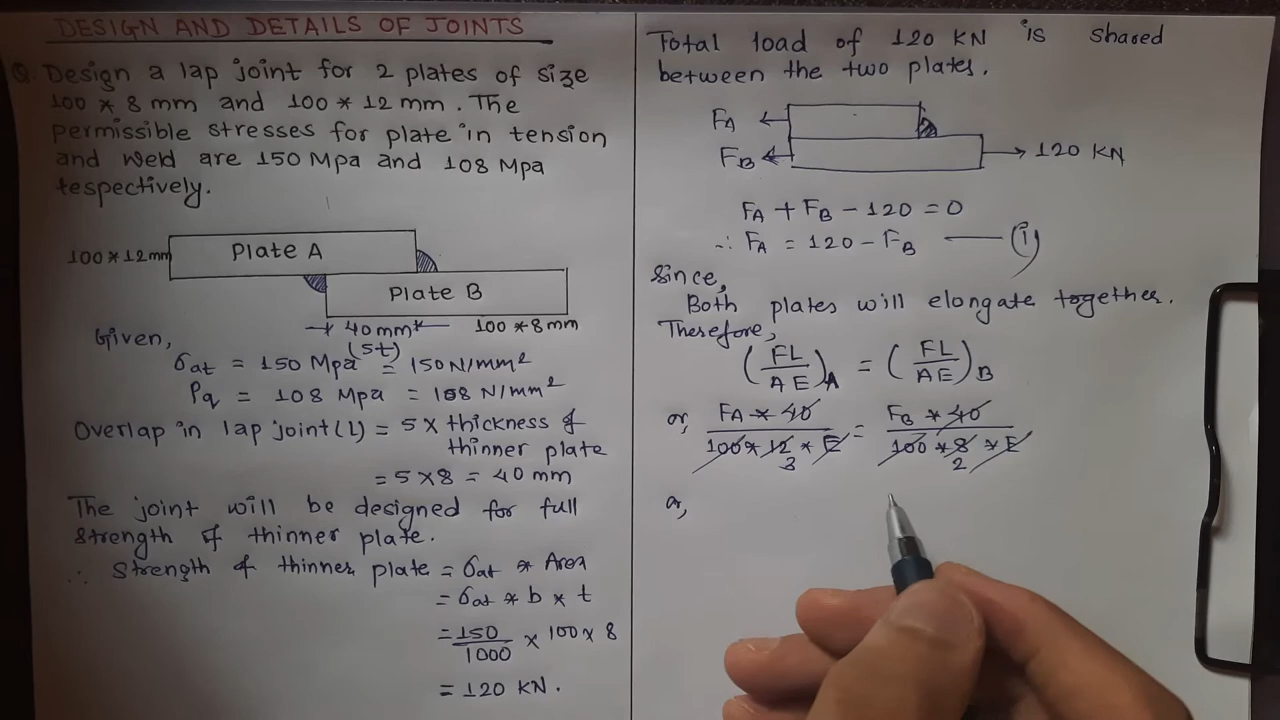 DESIGN AND DETAILS OF JOINTS
Q. Design a lap joint for 2 plates of size
100 * 8 mm and 100 * 12 mm. The
permissible stresses for plate in tension
and weld are 150 Mpa and 108 Mpa
tespectively.
100*12mm
Plate A
Plate B
40mm
100*8mm
(5t)
Given,
σat = 150 Mpa = 150 N/mm²
Pq = 108 Mpa = 108 N/mm²
Overlap in lap joint (L) = 5 × thickness of
thinner plate
= 5 × 8 = 40 mm
The joint will be designed for full
strength of thinner plate.
∴ Strength of thinner plate = σat * Area
= σat * b * t
= 150/1000 × 100 × 8
= 120 KN.
Total load of 120 KN is shared
between the two plates.
FA
FB
120 KN
FA + FB - 120 = 0
∴ FA = 120 - FB (i)
Since,
Both plates will elongate together.
Therefore,
(FL/AE)A = (FL/AE)B
or, FA * 40 / 100 * 12 * E = FB * 40 / 100 * 8 * E
3 2
or,